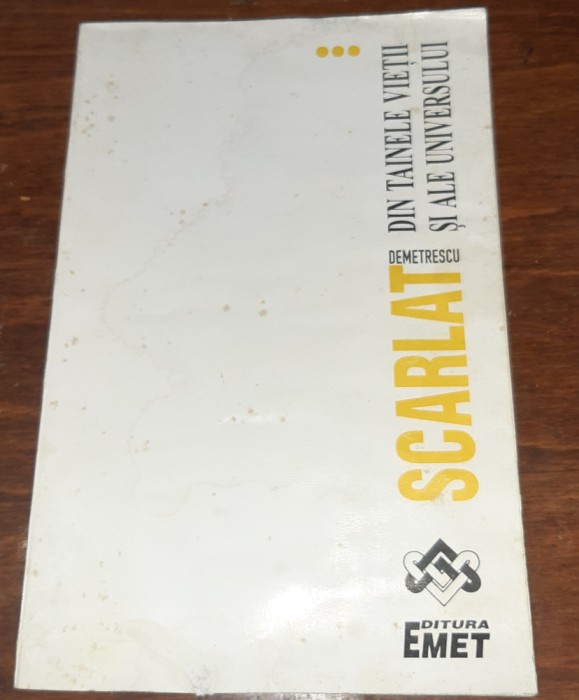 DIN TAINELE VIEȚII
ȘI ALE UNIVERSULUI
DEMETRESCU
SCARLAT
EDITURA
EMET